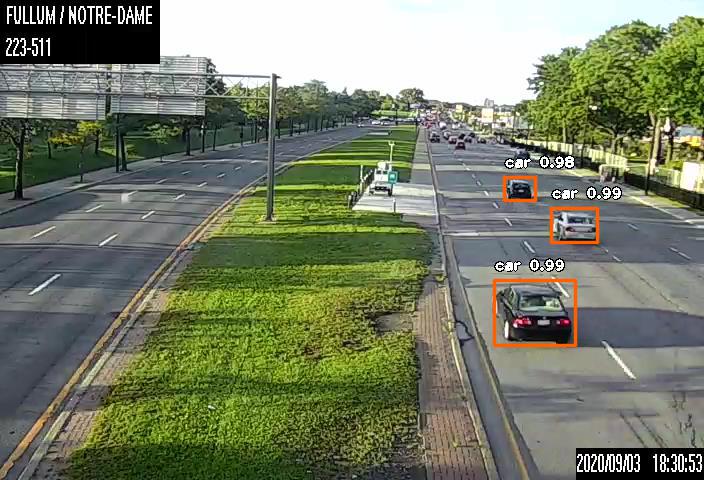 FULLUM / NOTRE-DAME
223-511
car 0.98
car 0.99
car 0.99
2020/09/03 18:30:53